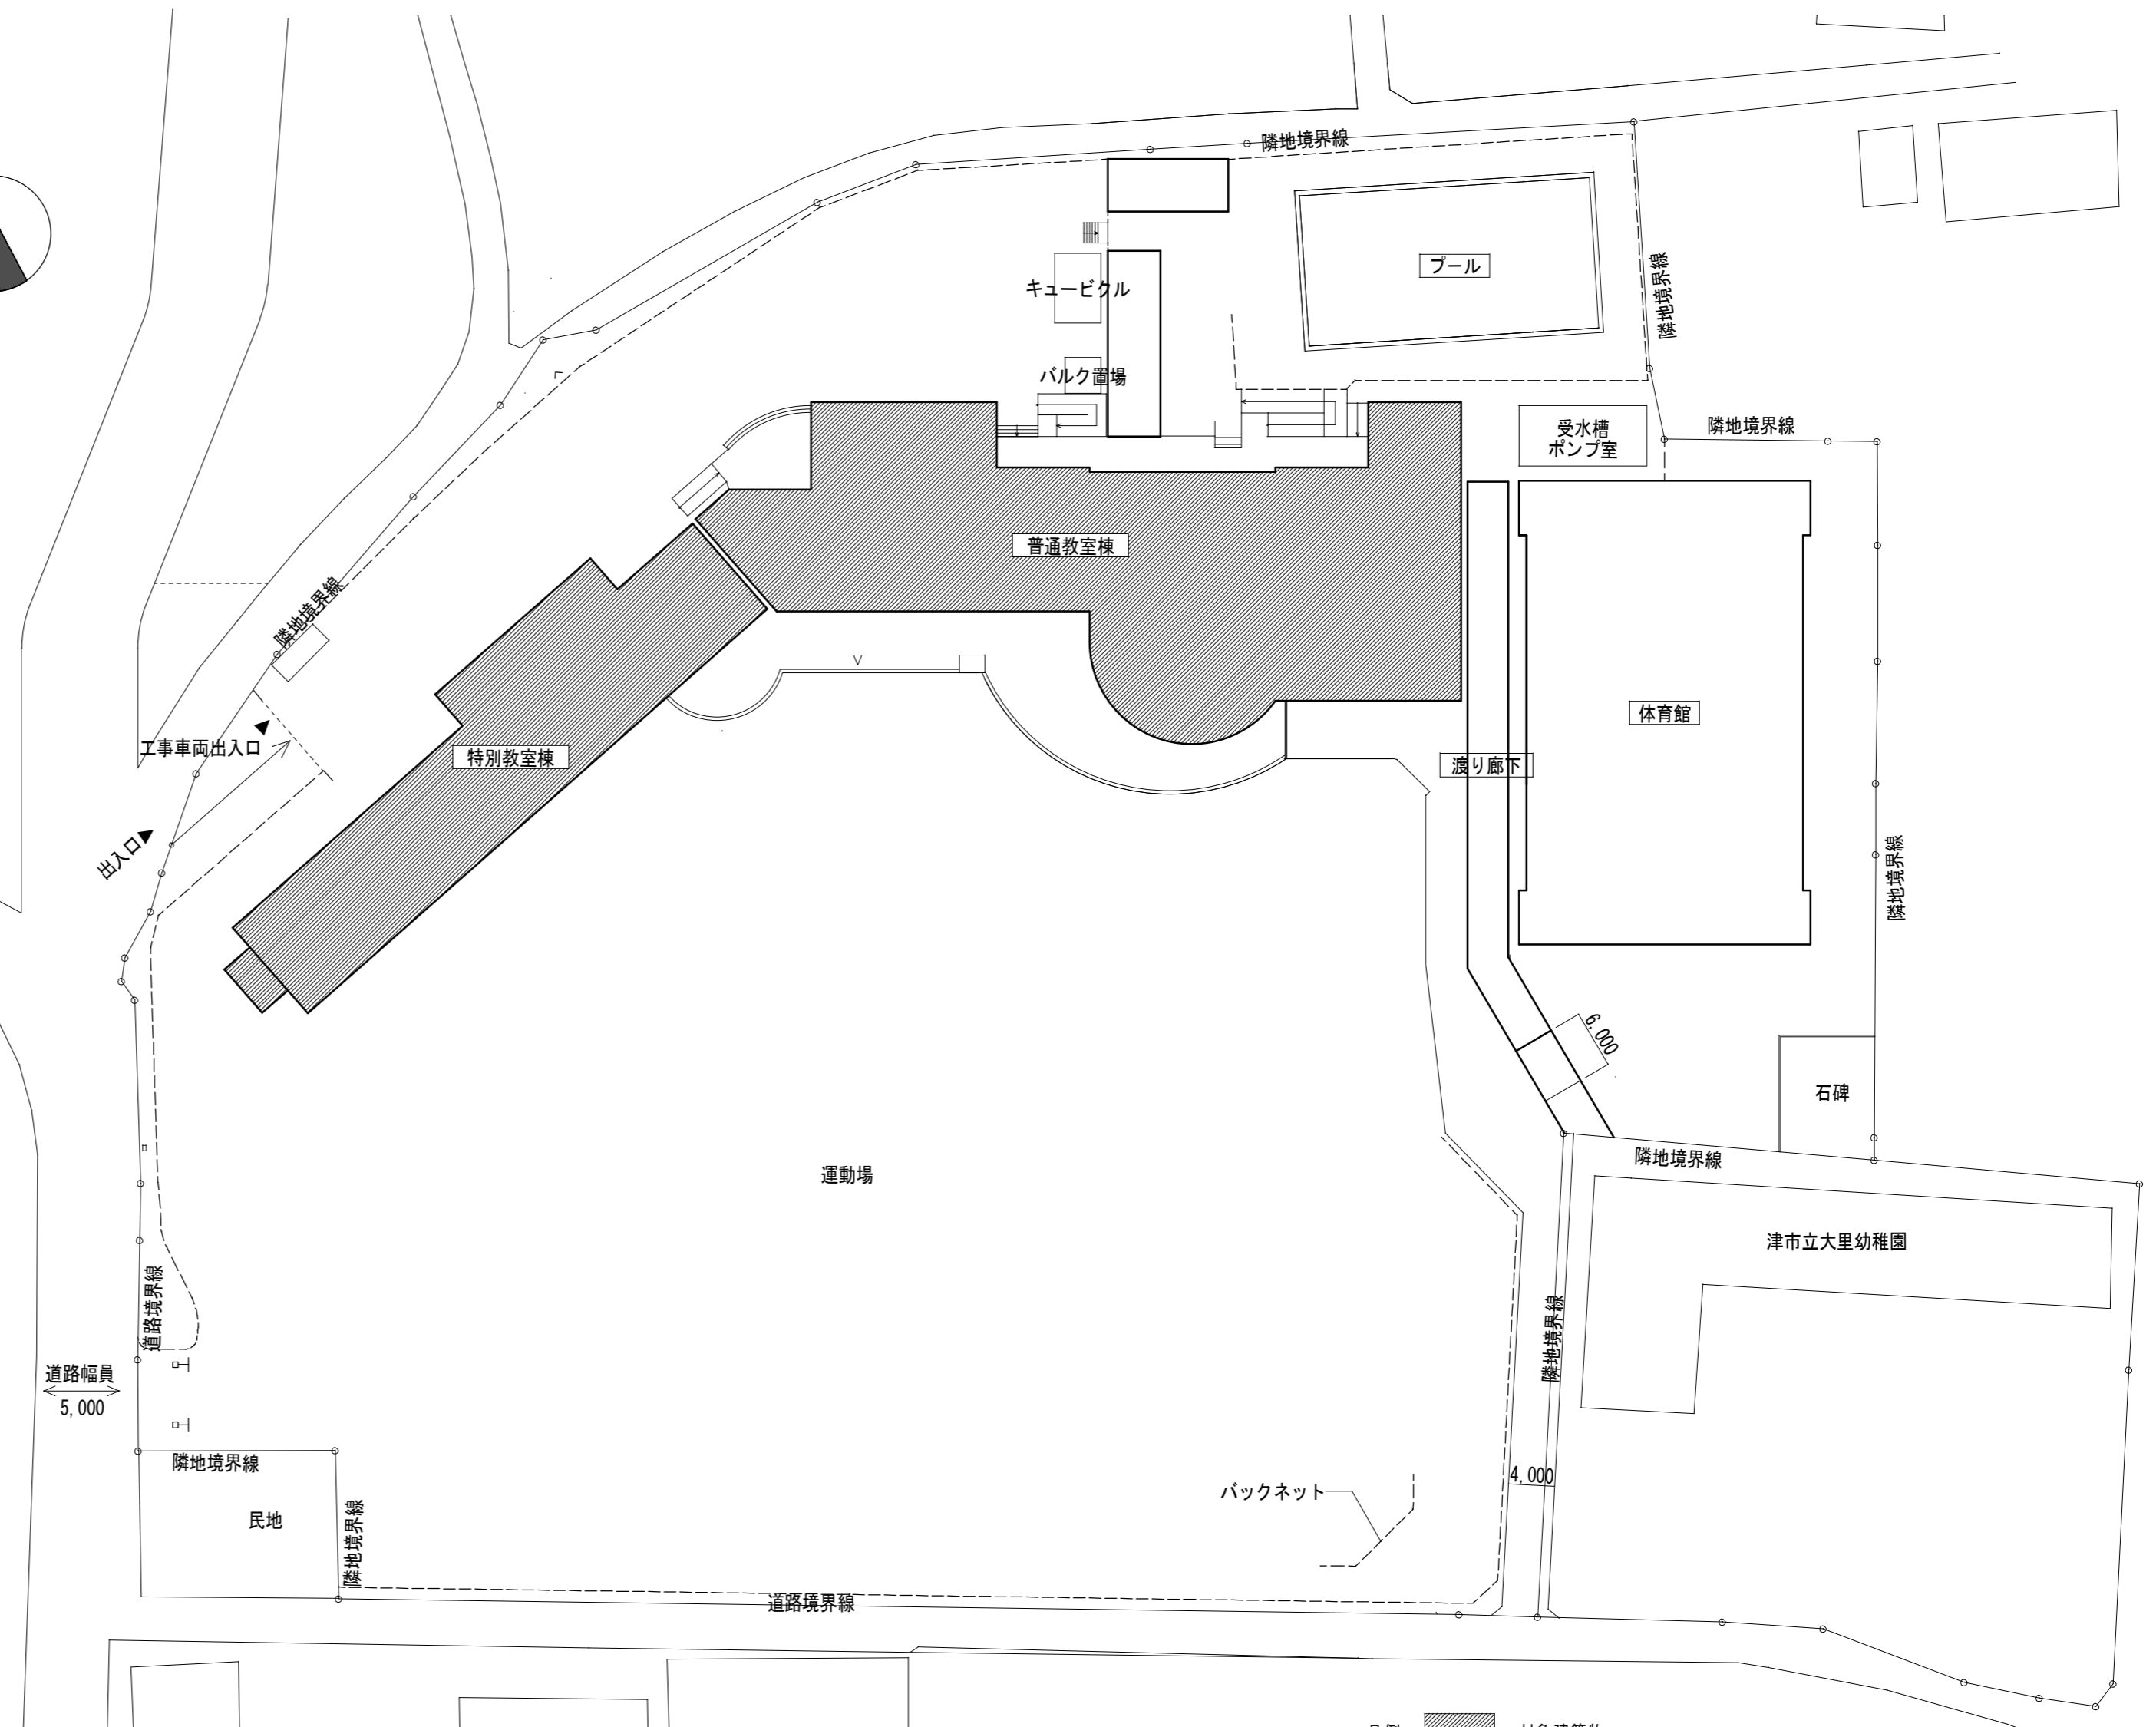 隣地境界線
プール
隣地境界線
キュービクル
バルク置場
受水槽
ポンプ室
隣地境界線
普通教室棟
隣地境界線
体育館
工事車両出入口
特別教室棟
渡り廊下
出入口
隣地境界線
6,000
石碑
運動場
隣地境界線
津市立大里幼稚園
道路境界線
隣地境界線
道路幅員
5,000
隣地境界線
4,000
バックネット
民地
隣地境界線
道路境界線